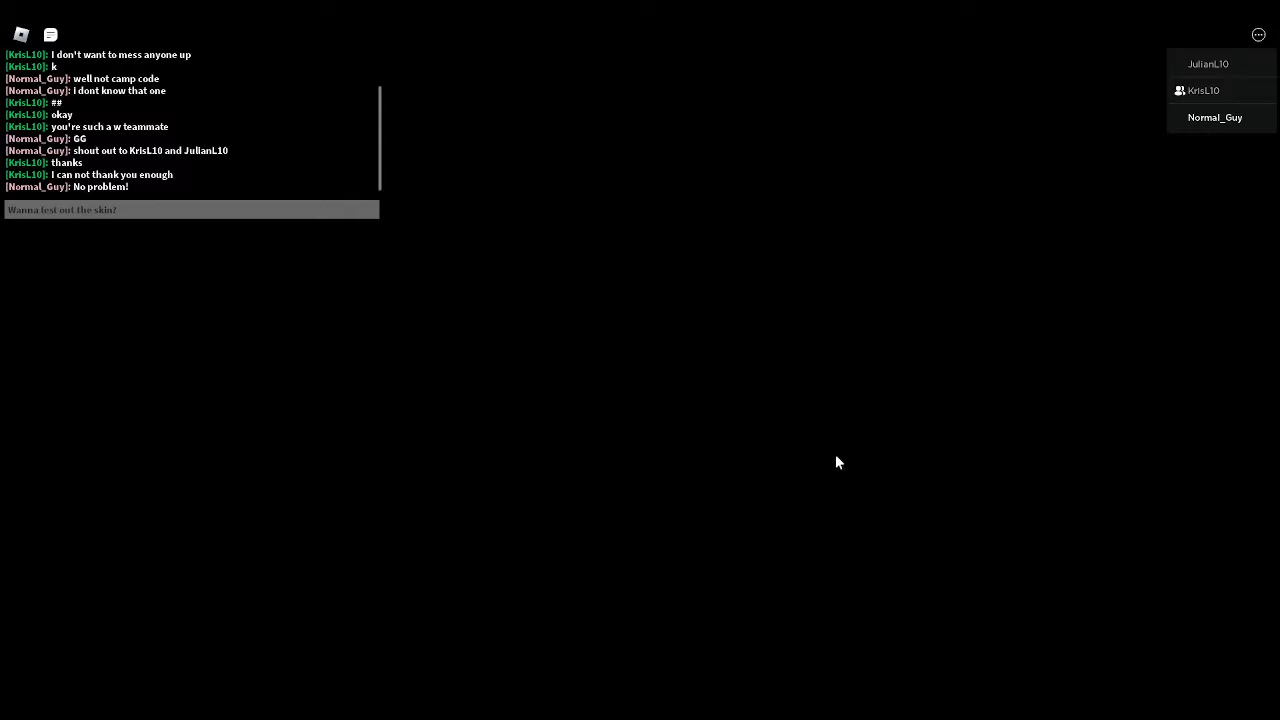 [KrisL10]: I don't want to mess anyone up
[KrisL10]: k
[Normal_Guy]: well not camp code
[Normal_Guy]: i dont know that one
[KrisL10]: ##
[KrisL10]: okay
[KrisL10]: you're such a w teammate
[Normal_Guy]: GG
[Normal_Guy]: shout out to KrisL10 and JulianL10
[KrisL10]: thanks
[KrisL10]: I can not thank you enough
[Normal_Guy]: No problem!
Wanna test out the skin?
JulianL10
KrisL10
Normal_Guy